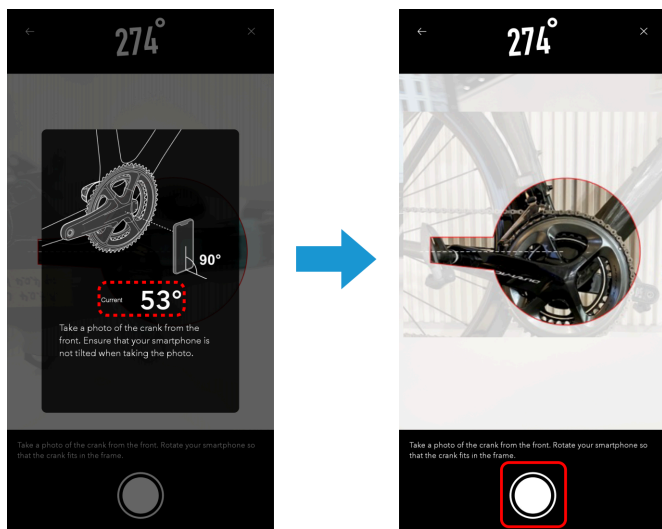 274°
90°
Current 53°
Take a photo of the crank from the
front. Ensure that your smartphone is
not tilted when taking the photo.
Take a photo of the crank from the front. Rotate your smartphone so
that the crank fits in the frame.
274°
DURA-ACE
Take a photo of the crank from the front. Rotate your smartphone so
that the crank fits in the frame.